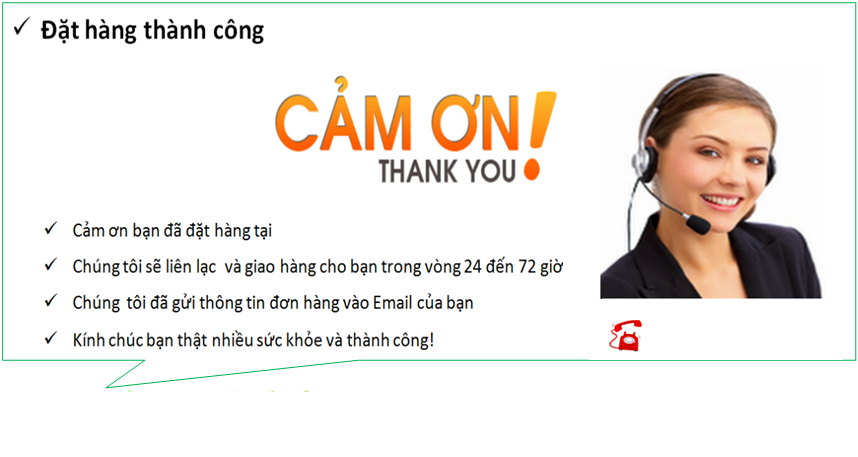 Đặt hàng thành công
CẢM ƠN!
THANK YOU
Cảm ơn bạn đã đặt hàng tại
Chúng tôi sẽ liên lạc và giao hàng cho bạn trong vòng 24 đến 72 giờ
Chúng tôi đã gửi thông tin đơn hàng vào Email của bạn
Kính chúc bạn thật nhiều sức khỏe và thành công!